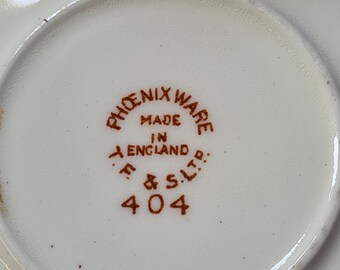 PHŒNIX WARE
MADE
IN
ENGLAND
T.F. & S. LTD.
404